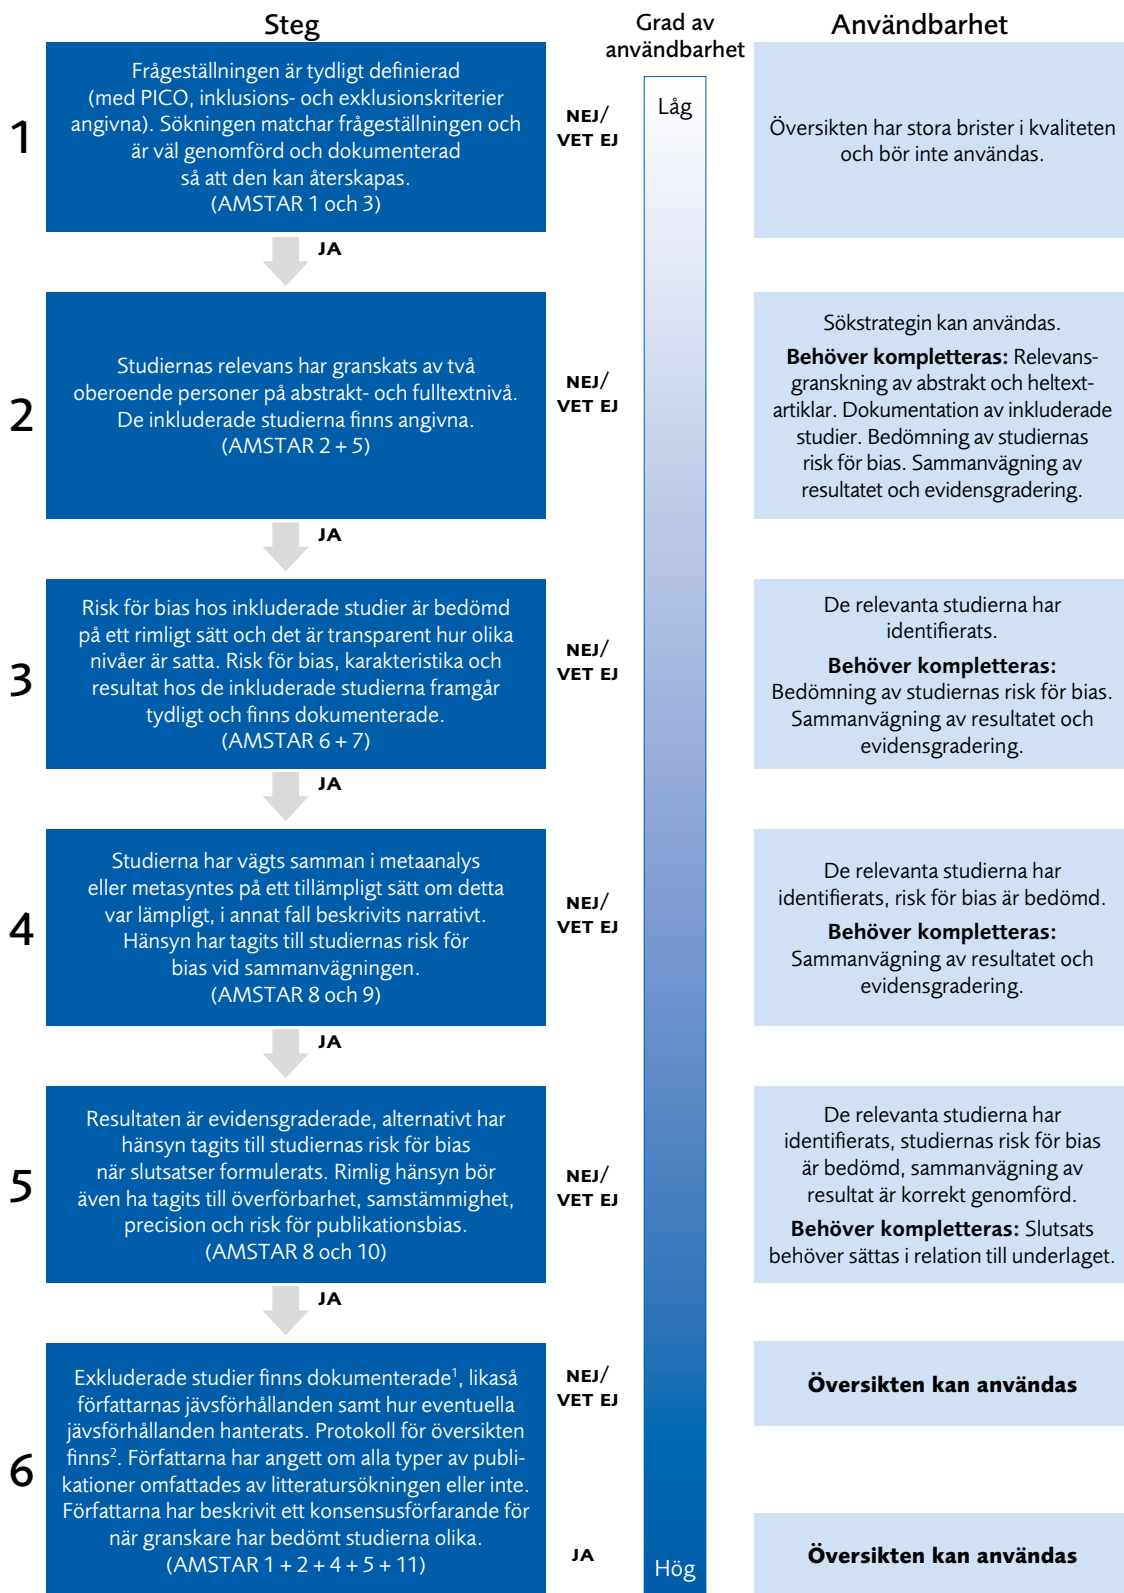 Steg
Grad av
användbarhet
Användbarhet
1
Frågeställningen är tydligt definierad
(med PICO, inklusions- och exklusionskriterier
angivna). Sökningen matchar frågeställningen och
är väl genomförd och dokumenterad
så att den kan återskapas.
(AMSTAR 1 och 3)
NEJ/
VET EJ
Låg
Översikten har stora brister i kvaliteten
och bör inte användas.
JA
2
Studiernas relevans har granskats av två
oberoende personer på abstrakt- och fulltextnivå.
De inkluderade studierna finns angivna.
(AMSTAR 2 + 5)
NEJ/
VET EJ
Sökstrategin kan användas.
Behöver kompletteras: Relevans-
granskning av abstrakt och heltext-
artiklar. Dokumentation av inkluderade
studier. Bedömning av studiernas
risk för bias. Sammanvägning av
resultatet och evidensgradering.
JA
3
Risk för bias hos inkluderade studier är bedömd
på ett rimligt sätt och det är transparent hur olika
nivåer är satta. Risk för bias, karakteristika och
resultat hos de inkluderade studierna framgår
tydligt och finns dokumenterade.
(AMSTAR 6 + 7)
NEJ/
VET EJ
De relevanta studierna har
identifierats.
Behöver kompletteras:
Bedömning av studiernas risk för bias.
Sammanvägning av resultatet och
evidensgradering.
JA
4
Studierna har vägts samman i metaanalys
eller metasyntes på ett tillämpligt sätt om detta
var lämpligt, i annat fall beskrivits narrativt.
Hänsyn har tagits till studiernas risk för
bias vid sammanvägningen.
(AMSTAR 8 och 9)
NEJ/
VET EJ
De relevanta studierna har
identifierats, risk för bias är bedömd.
Behöver kompletteras:
Sammanvägning av resultatet och
evidensgradering.
JA
5
Resultaten är evidensgraderade, alternativt har
hänsyn tagits till studiernas risk för bias
när slutsatser formulerats. Rimlig hänsyn bör
även ha tagits till överförbarhet, samstämmighet,
precision och risk för publikationsbias.
(AMSTAR 8 och 10)
NEJ/
VET EJ
De relevanta studierna har
identifierats, studiernas risk för bias
är bedömd, sammanvägning av
resultat är korrekt genomförd.
Behöver kompletteras: Slutsats
behöver sättas i relation till underlaget.
JA
6
Exkluderade studier finns dokumenterade¹, likaså
författarnas jävsförhållanden samt hur eventuella
jävsförhållanden hanterats. Protokoll för översikten
finns². Författarna har angett om alla typer av publi-
kationer omfattades av litteratursökningen eller inte.
Författarna har beskrivit ett konsensusförfarande för
när granskare har bedömt studierna olika.
(AMSTAR 1 + 2 + 4 + 5 + 11)
NEJ/
VET EJ
Översikten kan användas
JA
Hög
Översikten kan användas